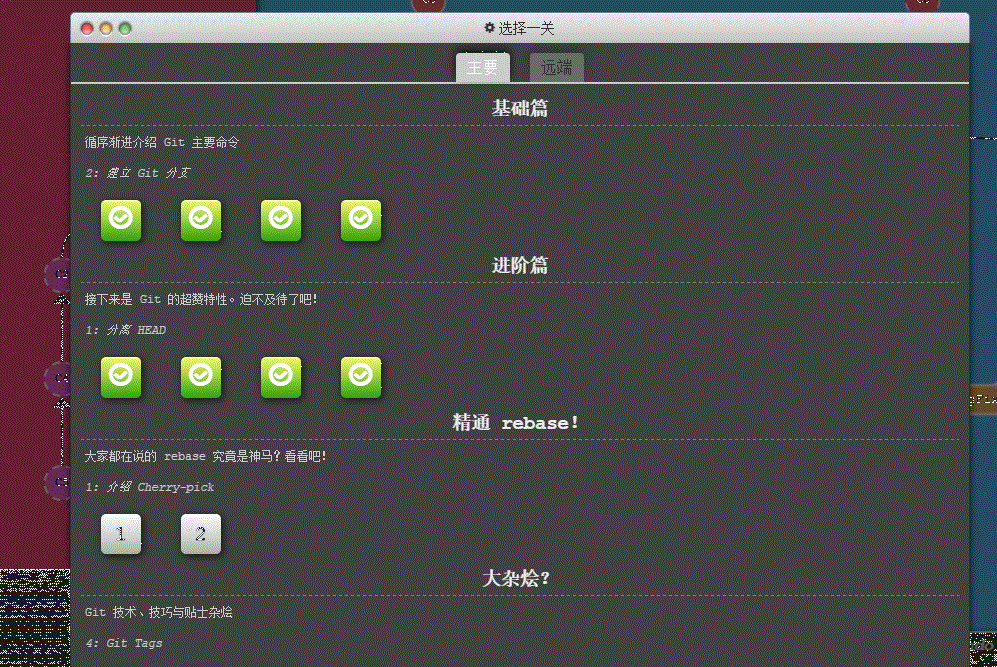 选择一关
主要 远端
基础篇
循序渐进介绍 Git 主要命令
2: 建立 Git 分支
进阶篇
接下来是 Git 的超赞特性。迫不及待了吧!
1: 分离 HEAD
精通 rebase!
大家都在说的 rebase 究竟是神马?看看吧!
1: 介绍 Cherry-pick
1 2
大杂烩?
Git 技术、技巧与贴士杂烩
4: Git Tags